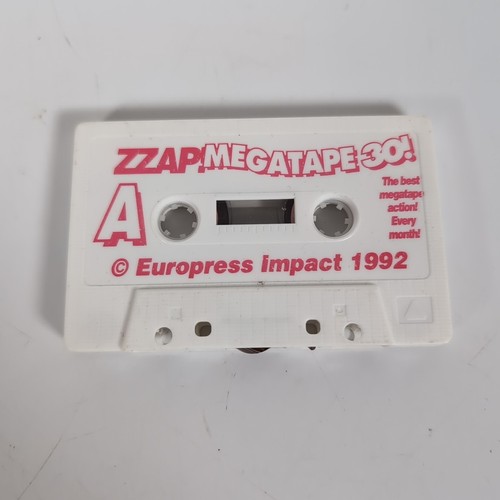 ZZAP! MEGATAPE 30!
A
The best
megatape
action!
Every
month!
© Europress impact 1992